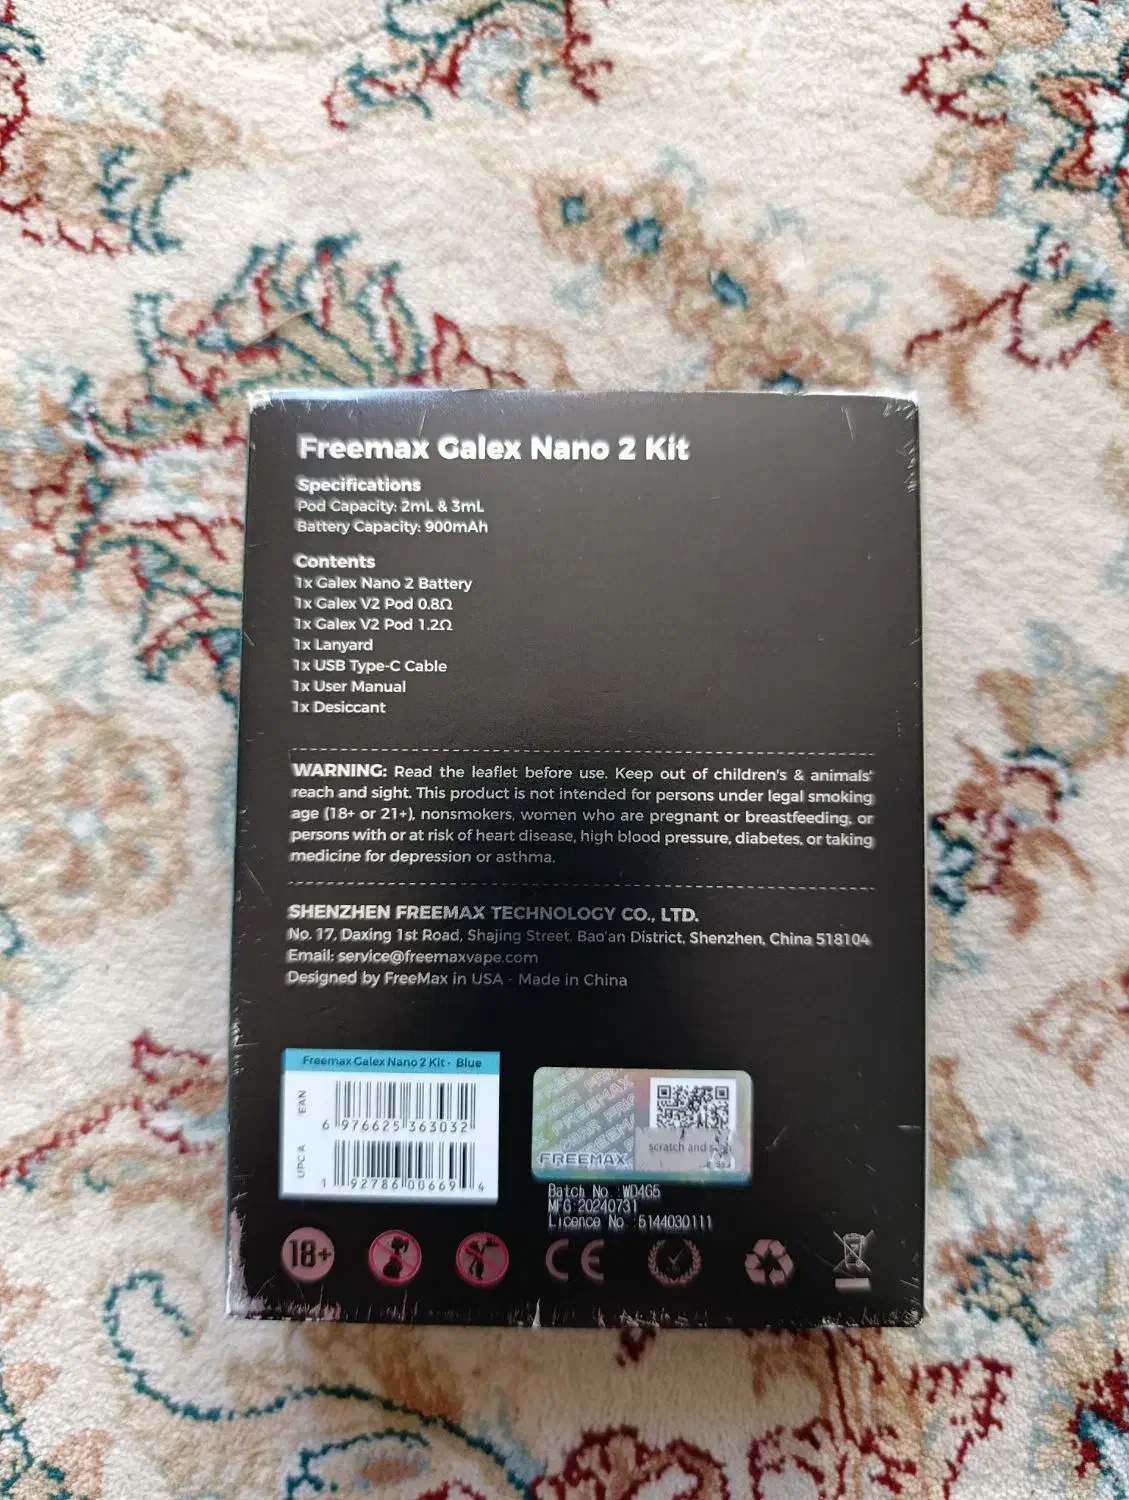 Freemax Galex Nano 2 Kit
Specifications
Pod Capacity: 2mL & 3mL
Battery Capacity: 900mAh
Contents
1x Galex Nano 2 Battery
1x Galex V2 Pod 0.8Ω
1x Galex V2 Pod 1.2Ω
1x Lanyard
1x USB Type-C Cable
1x User Manual
1x Desiccant
WARNING: Read the leaflet before use. Keep out of children's & animals'
reach and sight. This product is not intended for persons under legal smoking
age (18+ or 21+), nonsmokers, women who are pregnant or breastfeeding, or
persons with or at risk of heart disease, high blood pressure, diabetes, or taking
medicine for depression or asthma.
SHENZHEN FREEMAX TECHNOLOGY CO., LTD.
No. 17, Daxing 1st Road, Shajing Street, Bao'an District, Shenzhen, China 518104
Email: service@freemaxvape.com
Designed by FreeMax in USA - Made in China
Freemax Galex Nano 2 Kit - Blue
EAN
6 976625 363032
UPC A
1 92786 00669 4
FREEMAX
scratch and
Batch No.:WD4G5
MFG:20240731
Licence No.:5144030111
18+
CE